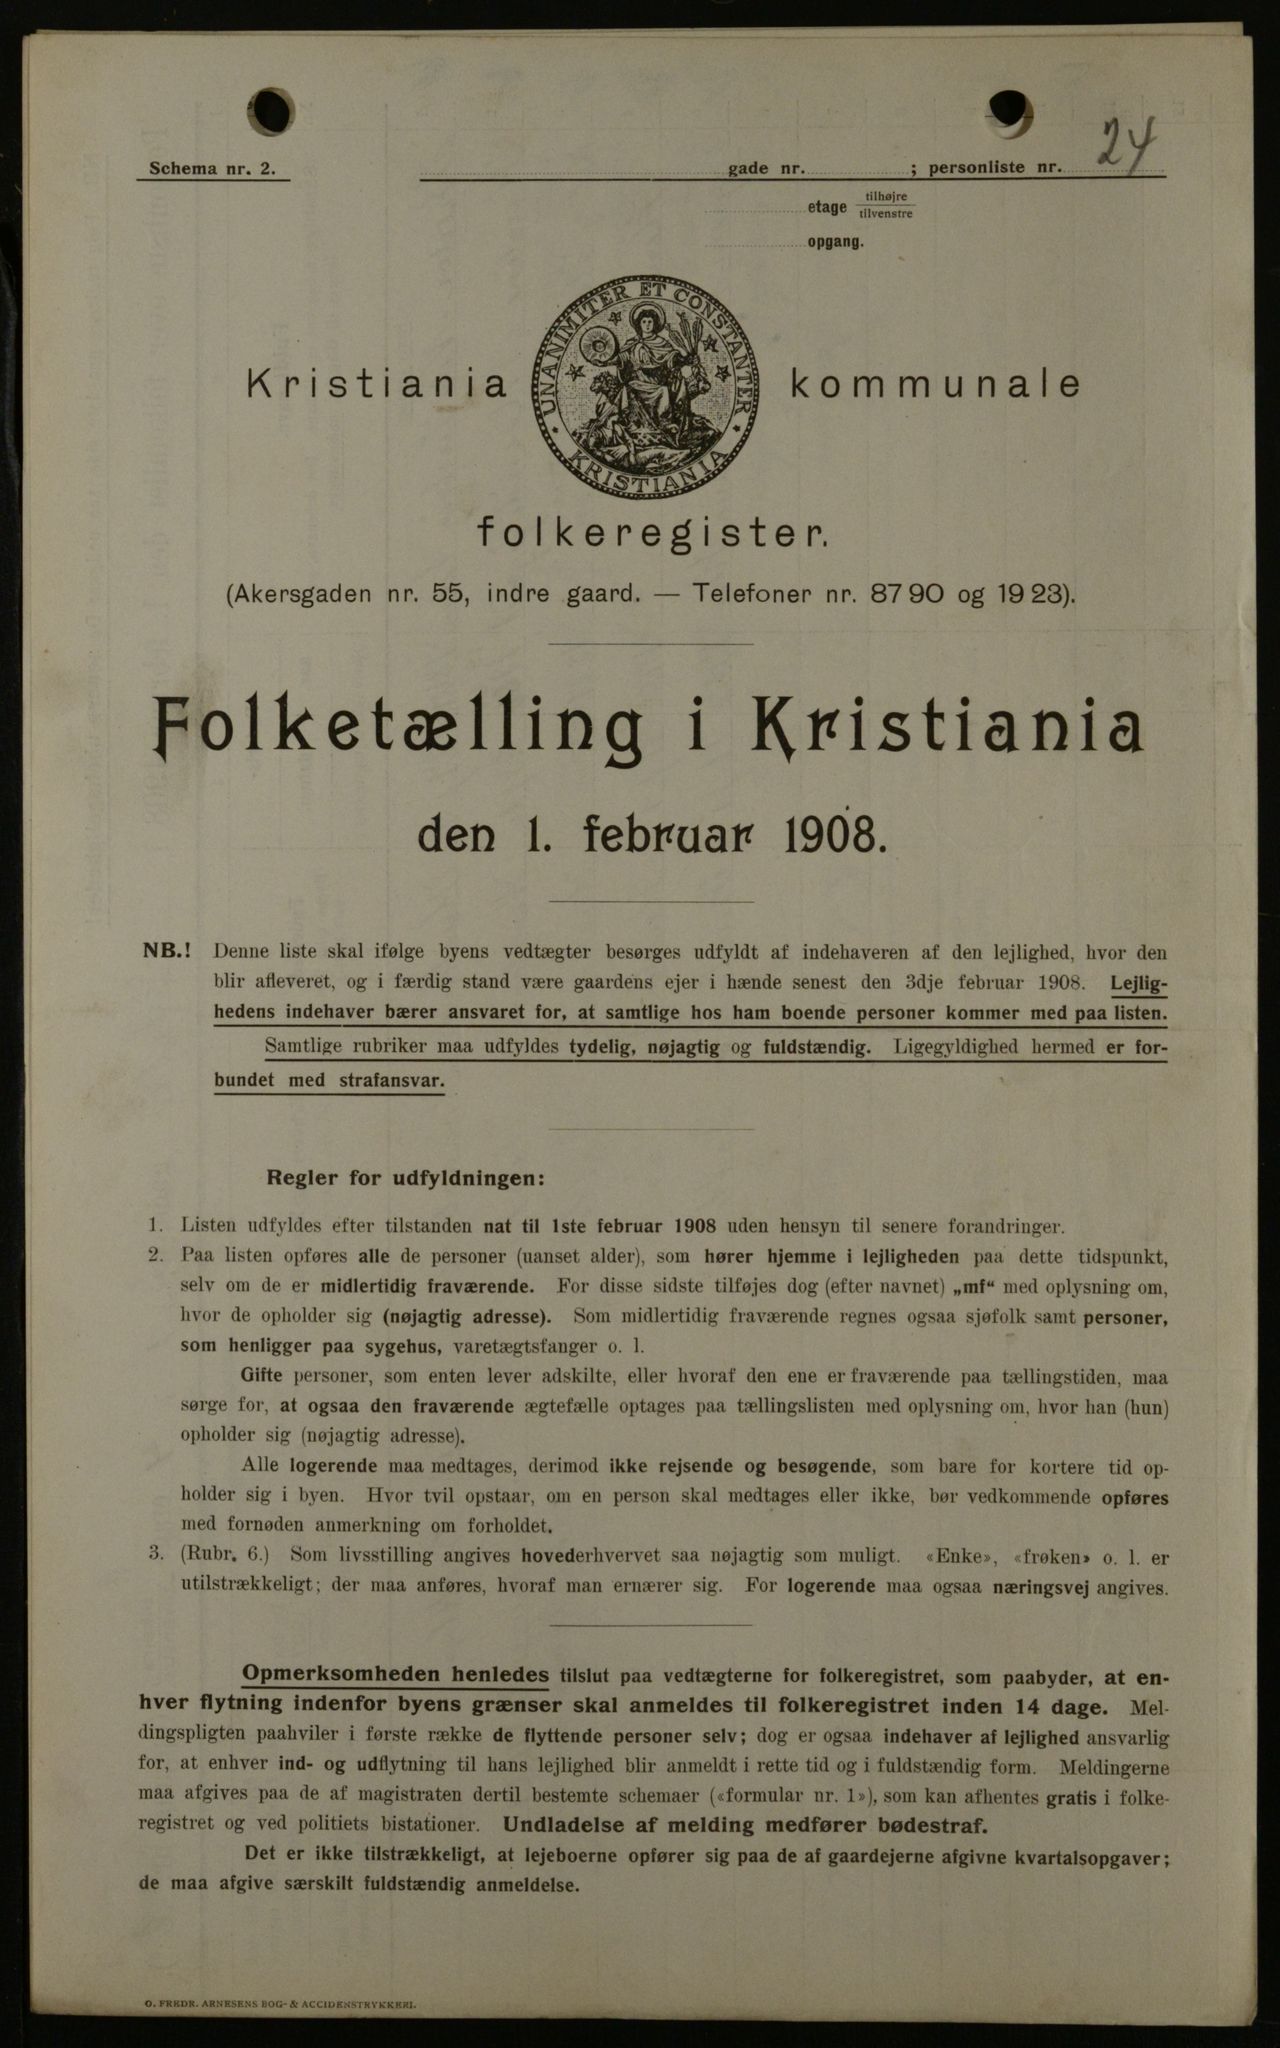 Schema nr. 2.
gade nr. ; personliste nr. 24
etage tilhøjre
tilvenstre
opgang.
UNANIMITER ET CONSTANTER
KRISTIANIA
Kristiania kommunale
folkeregister.
(Akersgaden nr. 55, indre gaard. — Telefoner nr. 8790 og 1923).
Folketælling i Kristiania
den 1. februar 1908.
NB.! Denne liste skal ifølge byens vedtægter besørges udfyldt af indehaveren af den lejlighed, hvor den
blir afleveret, og i færdig stand være gaardens ejer i hænde senest den 3dje februar 1908. Lejlig-
hedens indehaver bærer ansvaret for, at samtlige hos ham boende personer kommer med paa listen.
Samtlige rubriker maa udfyldes tydelig, nøjagtig og fuldstændig. Ligegyldighed hermed er for-
bundet med strafansvar.
Regler for udfyldningen:
1. Listen udfyldes efter tilstanden nat til 1ste februar 1908 uden hensyn til senere forandringer.
2. Paa listen opføres alle de personer (uanset alder), som hører hjemme i lejligheden paa dette tidspunkt,
selv om de er midlertidig fraværende. For disse sidste tilføjes dog (efter navnet) „mf“ med oplysning om,
hvor de opholder sig (nøjagtig adresse). Som midlertidig fraværende regnes ogsaa sjøfolk samt personer,
som henligger paa sygehus, varetægtsfanger o. l.
Gifte personer, som enten lever adskilte, eller hvoraf den ene er fraværende paa tællingstiden, maa
sørge for, at ogsaa den fraværende ægtefælle optages paa tællingslisten med oplysning om, hvor han (hun)
opholder sig (nøjagtig adresse).
Alle logerende maa medtages, derimod ikke rejsende og besøgende, som bare for kortere tid op-
holder sig i byen. Hvor tvil opstaar, om en person skal medtages eller ikke, bør vedkommende opføres
med fornøden anmerkning om forholdet.
3. (Rubr. 6.) Som livsstilling angives hovederhvervet saa nøjagtig som muligt. «Enke», «frøken» o. l. er
utilstrækkeligt; der maa anføres, hvoraf man ernærer sig. For logerende maa ogsaa næringsvej angives.
Opmerksomheden henledes tilslut paa vedtægterne for folkeregistret, som paabyder, at en-
hver flytning indenfor byens grænser skal anmeldes til folkeregistret inden 14 dage. Mel-
dingspligten paahviler i første række de flyttende personer selv; dog er ogsaa indehaver af lejlighed ansvarlig
for, at enhver ind- og udflytning til hans lejlighed blir anmeldt i rette tid og i fuldstændig form. Meldingerne
maa afgives paa de af magistraten dertil bestemte schemaer («formular nr. 1»), som kan afhentes gratis i folke-
registret og ved politiets bistationer. Undladelse af melding medfører bødestraf.
Det er ikke tilstrækkeligt, at lejeboerne opfører sig paa de af gaardejerne afgivne kvartalsopgaver;
de maa afgive særskilt fuldstændig anmeldelse.
O. FREDR. ARNESENS BOG- & ACCIDENSTRYKKERI.